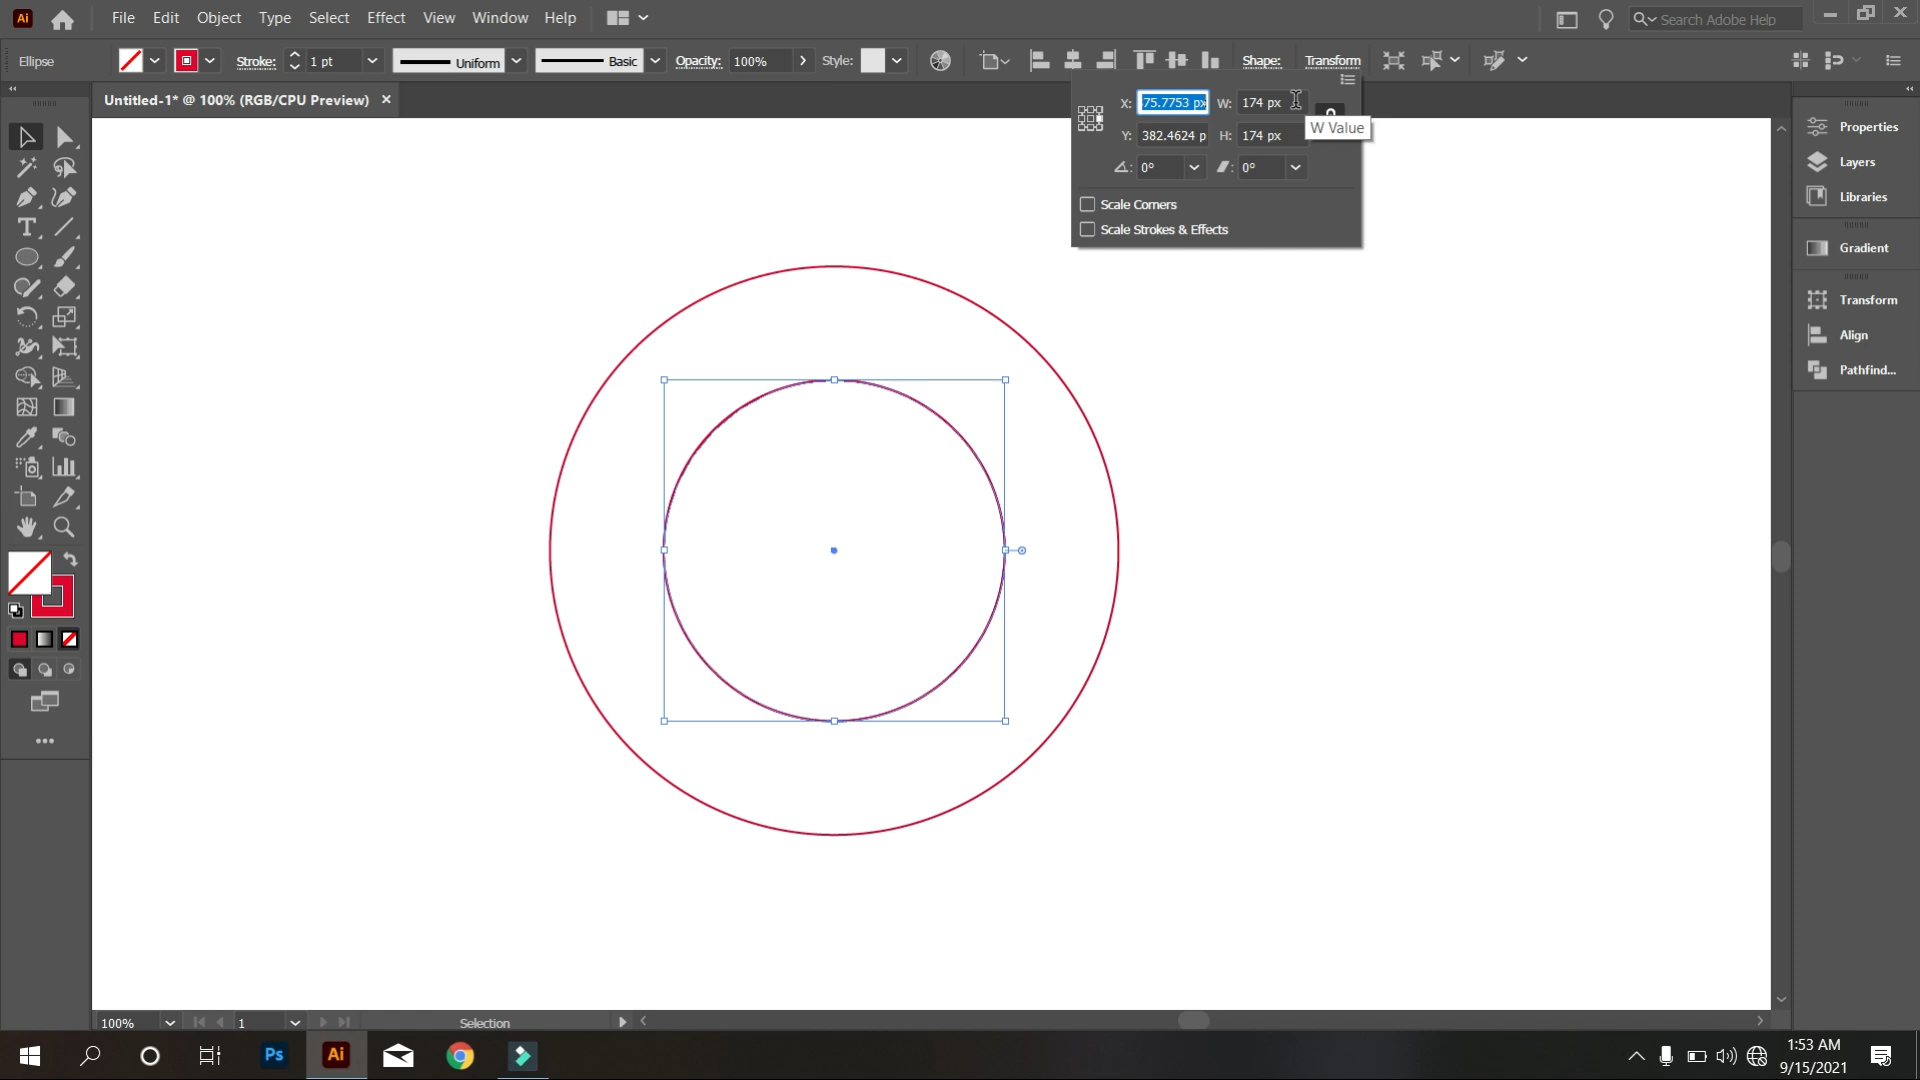 Ai File Edit Object Type Select Effect View Window Help Search Adobe Help
Ellipse Stroke: 1 pt Uniform Basic Opacity: 100% Style: Shape: Transform
Untitled-1* @ 100% (RGB/CPU Preview)
X: 75.7753 px W: 174 px
W Value
Y: 382.4624 p H: 174 px
0° 0°
Scale Corners
Scale Strokes & Effects
Properties
Layers
Libraries
Gradient
Transform
Align
Pathfind...
100% 1 Selection
Ps Ai
1:53 AM
9/15/2021